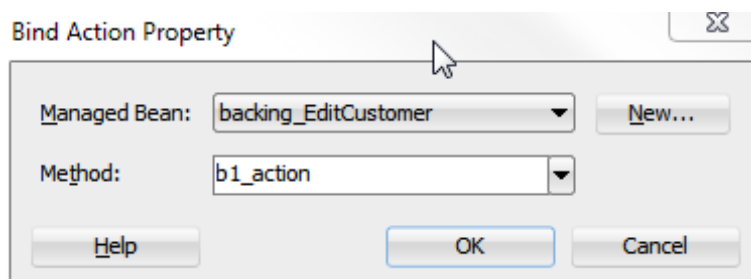 Bind Action Property
Managed Bean: backing_EditCustomer New...
Method: b1_action
Help OK Cancel